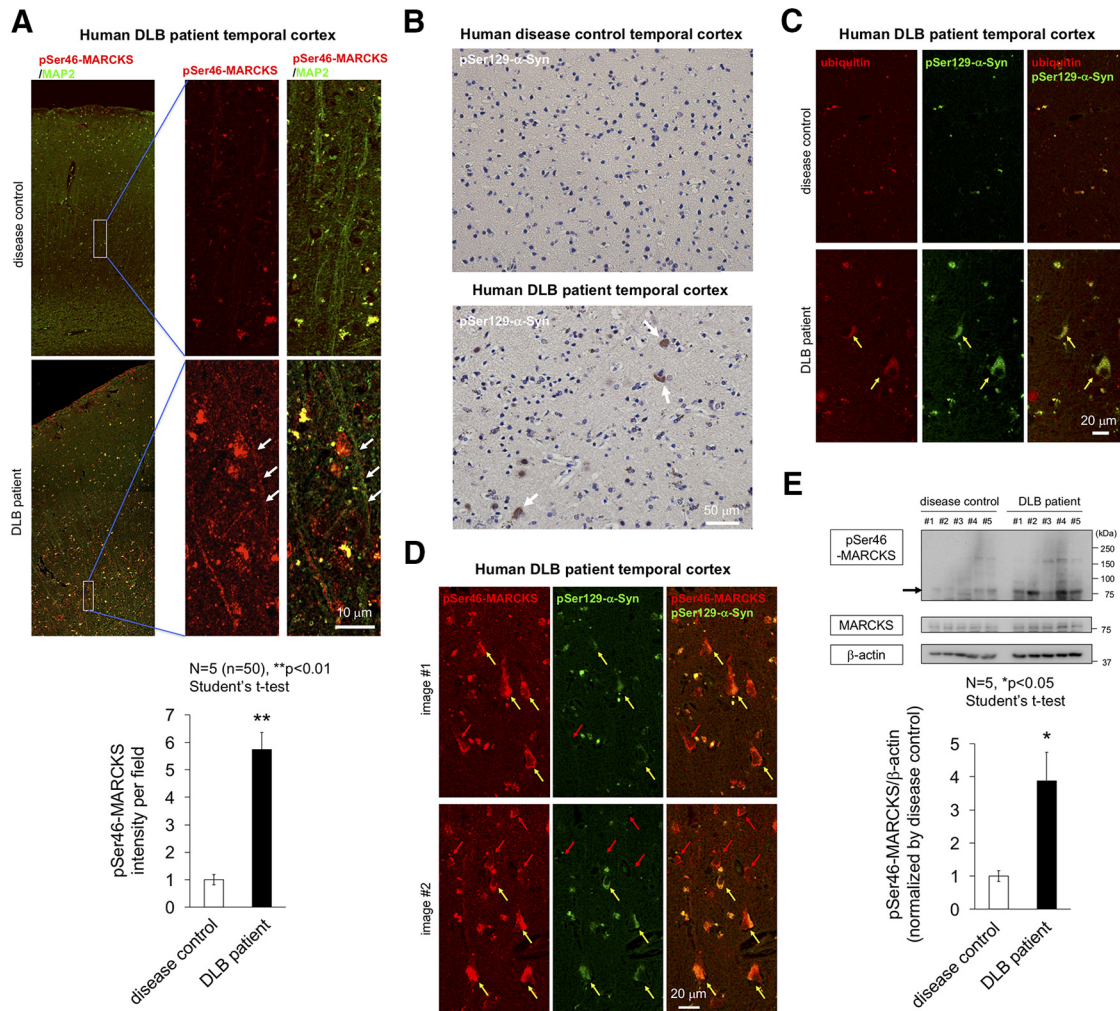 A
Human DLB patient temporal cortex
pSer46-MARCKS
/MAP2
pSer46-MARCKS
pSer46-MARCKS
/MAP2
disease control
DLB patient
10 μm
N=5 (n=50), **p<0.01
Student's t-test
pSer46-MARCKS
intensity per field
7
6
5
4
3
2
1
0
**
disease control
DLB patient
B
Human disease control temporal cortex
pSer129-α-Syn
Human DLB patient temporal cortex
pSer129-α-Syn
50 μm
C
Human DLB patient temporal cortex
ubiquitin
pSer129-α-Syn
ubiquitin
pSer129-α-Syn
disease control
DLB patient
20 μm
D
Human DLB patient temporal cortex
pSer46-MARCKS
pSer129-α-Syn
pSer46-MARCKS
pSer129-α-Syn
image #1
image #2
20 μm
E
disease control
DLB patient
#1 #2 #3 #4 #5
#1 #2 #3 #4 #5
(kDa)
pSer46
-MARCKS
250
150
100
75
MARCKS
75
β-actin
37
N=5, *p<0.05
Student's t-test
pSer46-MARCKS/β-actin
(normalized by disease control)
5
4
3
2
1
0
*
disease control
DLB patient